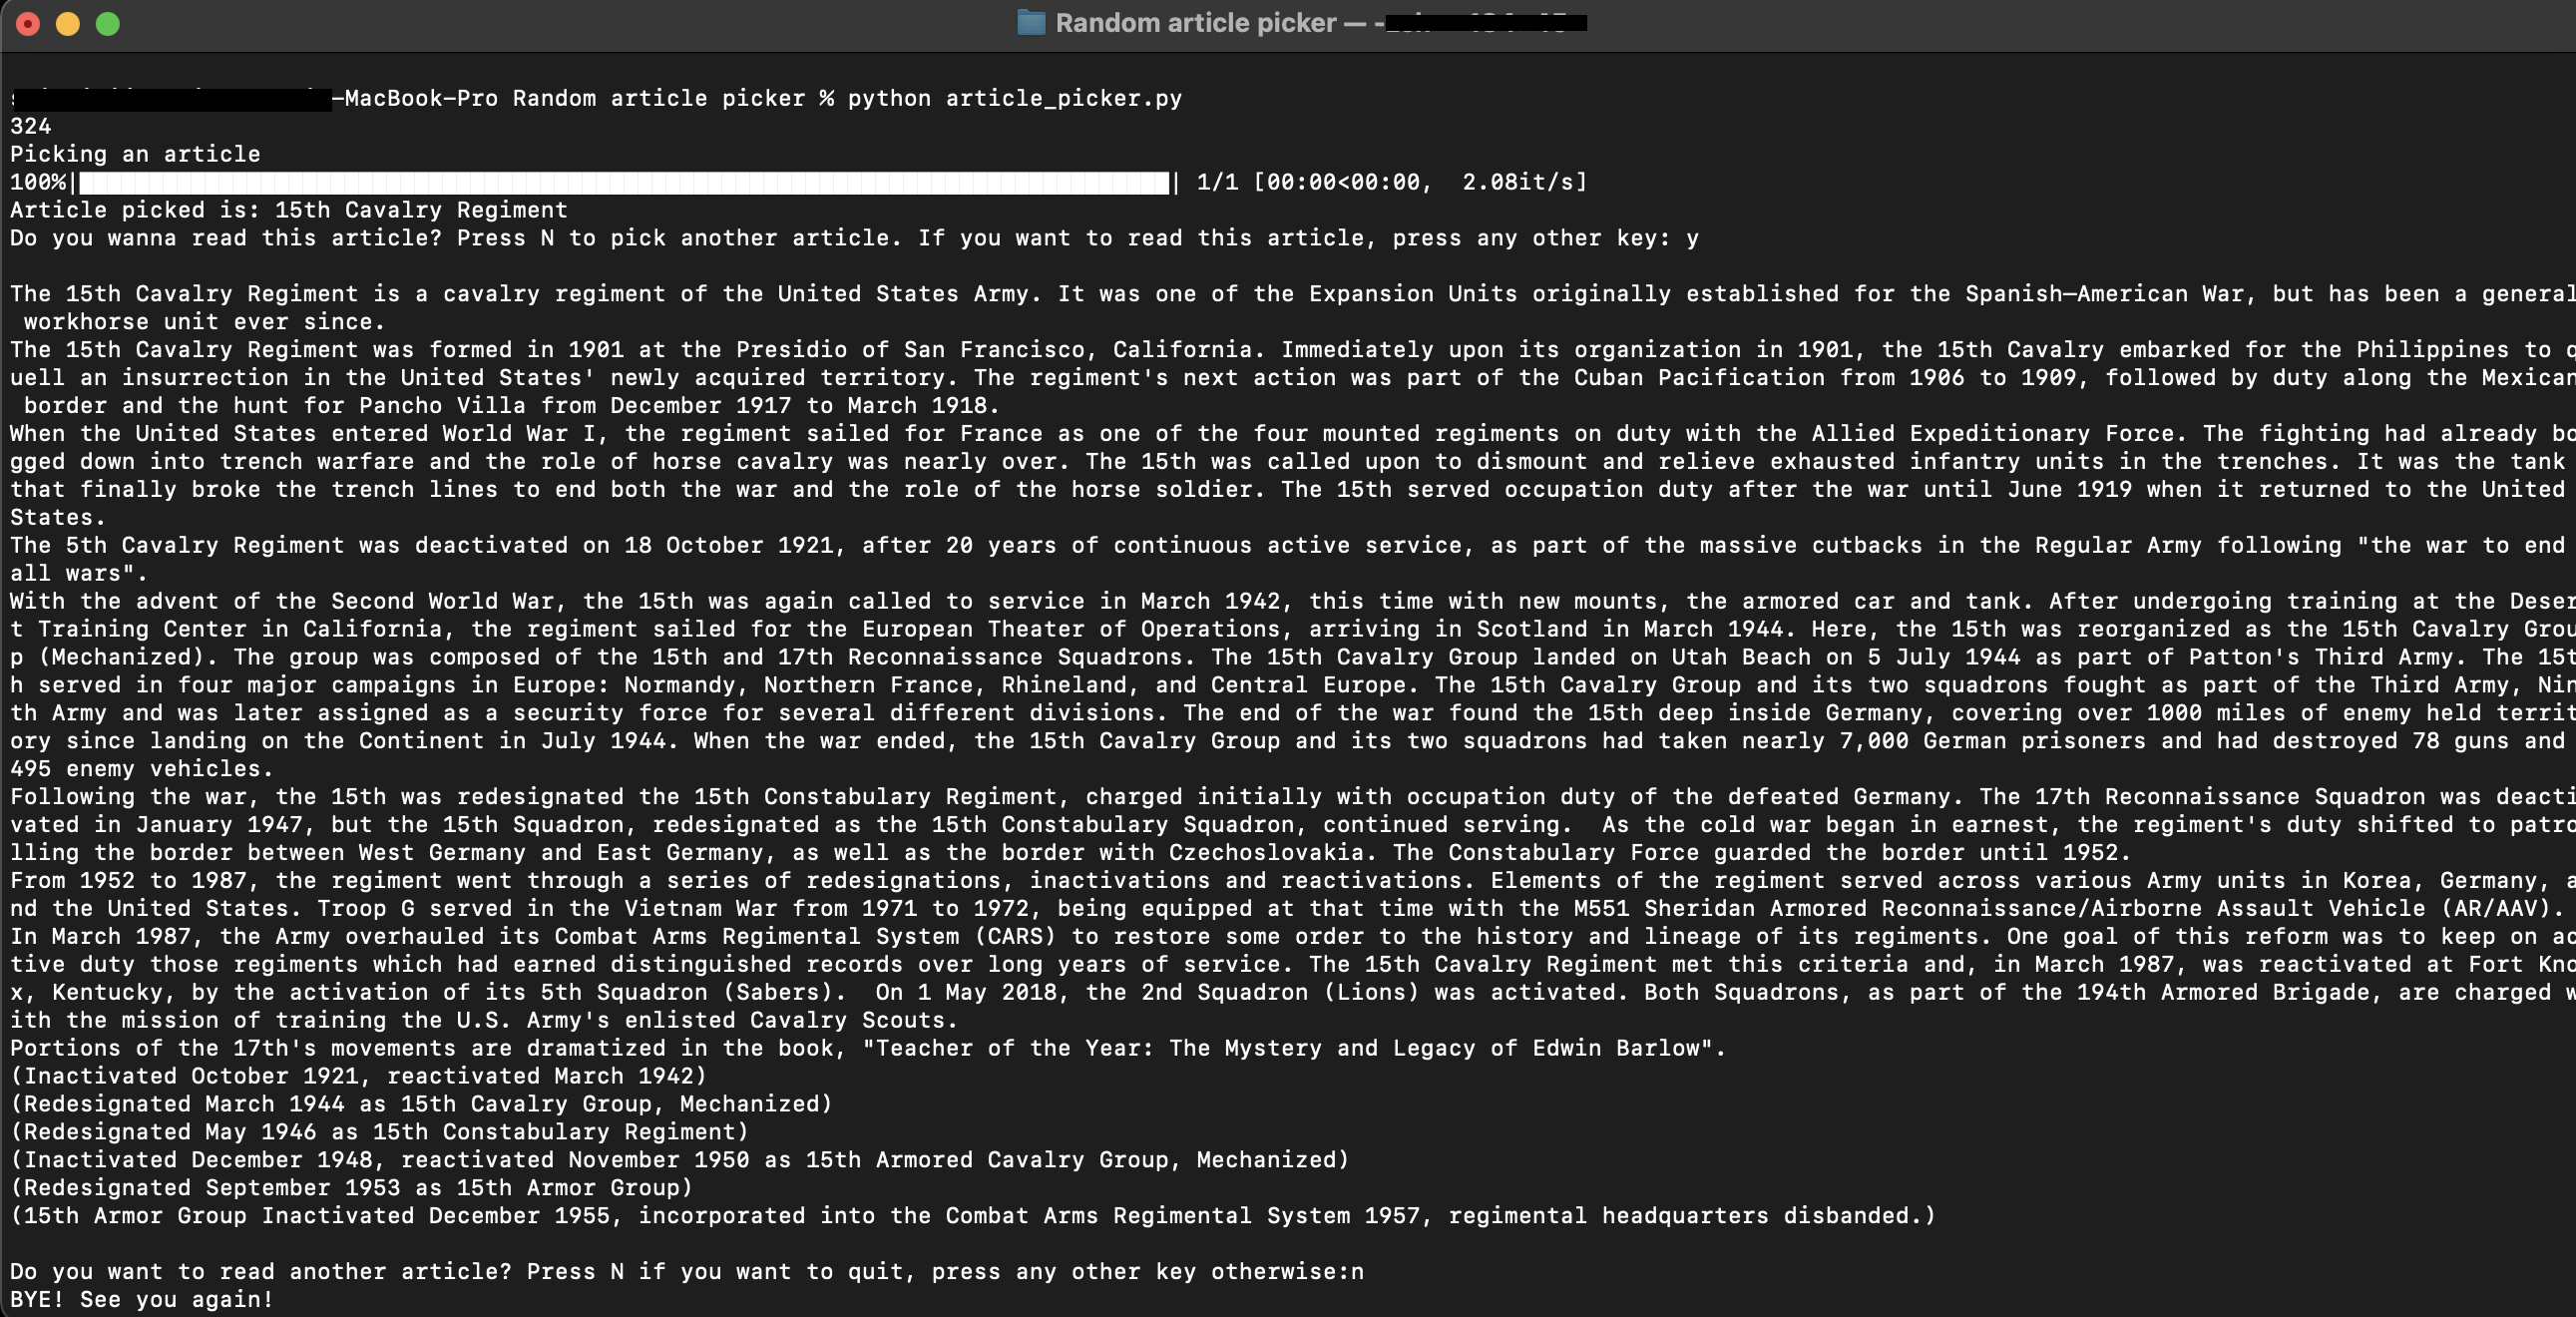 Random article picker — -
-MacBook-Pro Random article picker % python article_picker.py
324
Picking an article
100%| | 1/1 [00:00<00:00,  2.08it/s]
Article picked is: 15th Cavalry Regiment
Do you wanna read this article? Press N to pick another article. If you want to read this article, press any other key: y
The 15th Cavalry Regiment is a cavalry regiment of the United States Army. It was one of the Expansion Units originally established for the Spanish–American War, but has been a general
workhorse unit ever since.
The 15th Cavalry Regiment was formed in 1901 at the Presidio of San Francisco, California. Immediately upon its organization in 1901, the 15th Cavalry embarked for the Philippines to q
uell an insurrection in the United States' newly acquired territory. The regiment's next action was part of the Cuban Pacification from 1906 to 1909, followed by duty along the Mexican
border and the hunt for Pancho Villa from December 1917 to March 1918.
When the United States entered World War I, the regiment sailed for France as one of the four mounted regiments on duty with the Allied Expeditionary Force. The fighting had already bo
gged down into trench warfare and the role of horse cavalry was nearly over. The 15th was called upon to dismount and relieve exhausted infantry units in the trenches. It was the tank
that finally broke the trench lines to end both the war and the role of the horse soldier. The 15th served occupation duty after the war until June 1919 when it returned to the United
States.
The 5th Cavalry Regiment was deactivated on 18 October 1921, after 20 years of continuous active service, as part of the massive cutbacks in the Regular Army following "the war to end
all wars".
With the advent of the Second World War, the 15th was again called to service in March 1942, this time with new mounts, the armored car and tank. After undergoing training at the Deser
t Training Center in California, the regiment sailed for the European Theater of Operations, arriving in Scotland in March 1944. Here, the 15th was reorganized as the 15th Cavalry Grou
p (Mechanized). The group was composed of the 15th and 17th Reconnaissance Squadrons. The 15th Cavalry Group landed on Utah Beach on 5 July 1944 as part of Patton's Third Army. The 15t
h served in four major campaigns in Europe: Normandy, Northern France, Rhineland, and Central Europe. The 15th Cavalry Group and its two squadrons fought as part of the Third Army, Nin
th Army and was later assigned as a security force for several different divisions. The end of the war found the 15th deep inside Germany, covering over 1000 miles of enemy held territ
ory since landing on the Continent in July 1944. When the war ended, the 15th Cavalry Group and its two squadrons had taken nearly 7,000 German prisoners and had destroyed 78 guns and
495 enemy vehicles.
Following the war, the 15th was redesignated the 15th Constabulary Regiment, charged initially with occupation duty of the defeated Germany. The 17th Reconnaissance Squadron was deacti
vated in January 1947, but the 15th Squadron, redesignated as the 15th Constabulary Squadron, continued serving.  As the cold war began in earnest, the regiment's duty shifted to patro
lling the border between West Germany and East Germany, as well as the border with Czechoslovakia. The Constabulary Force guarded the border until 1952.
From 1952 to 1987, the regiment went through a series of redesignations, inactivations and reactivations. Elements of the regiment served across various Army units in Korea, Germany, a
nd the United States. Troop G served in the Vietnam War from 1971 to 1972, being equipped at that time with the M551 Sheridan Armored Reconnaissance/Airborne Assault Vehicle (AR/AAV).
In March 1987, the Army overhauled its Combat Arms Regimental System (CARS) to restore some order to the history and lineage of its regiments. One goal of this reform was to keep on ac
tive duty those regiments which had earned distinguished records over long years of service. The 15th Cavalry Regiment met this criteria and, in March 1987, was reactivated at Fort Kno
x, Kentucky, by the activation of its 5th Squadron (Sabers).  On 1 May 2018, the 2nd Squadron (Lions) was activated. Both Squadrons, as part of the 194th Armored Brigade, are charged w
ith the mission of training the U.S. Army's enlisted Cavalry Scouts.
Portions of the 17th's movements are dramatized in the book, "Teacher of the Year: The Mystery and Legacy of Edwin Barlow".
(Inactivated October 1921, reactivated March 1942)
(Redesignated March 1944 as 15th Cavalry Group, Mechanized)
(Redesignated May 1946 as 15th Constabulary Regiment)
(Inactivated December 1948, reactivated November 1950 as 15th Armored Cavalry Group, Mechanized)
(Redesignated September 1953 as 15th Armor Group)
(15th Armor Group Inactivated December 1955, incorporated into the Combat Arms Regimental System 1957, regimental headquarters disbanded.)
Do you want to read another article? Press N if you want to quit, press any other key otherwise:n
BYE! See you again!